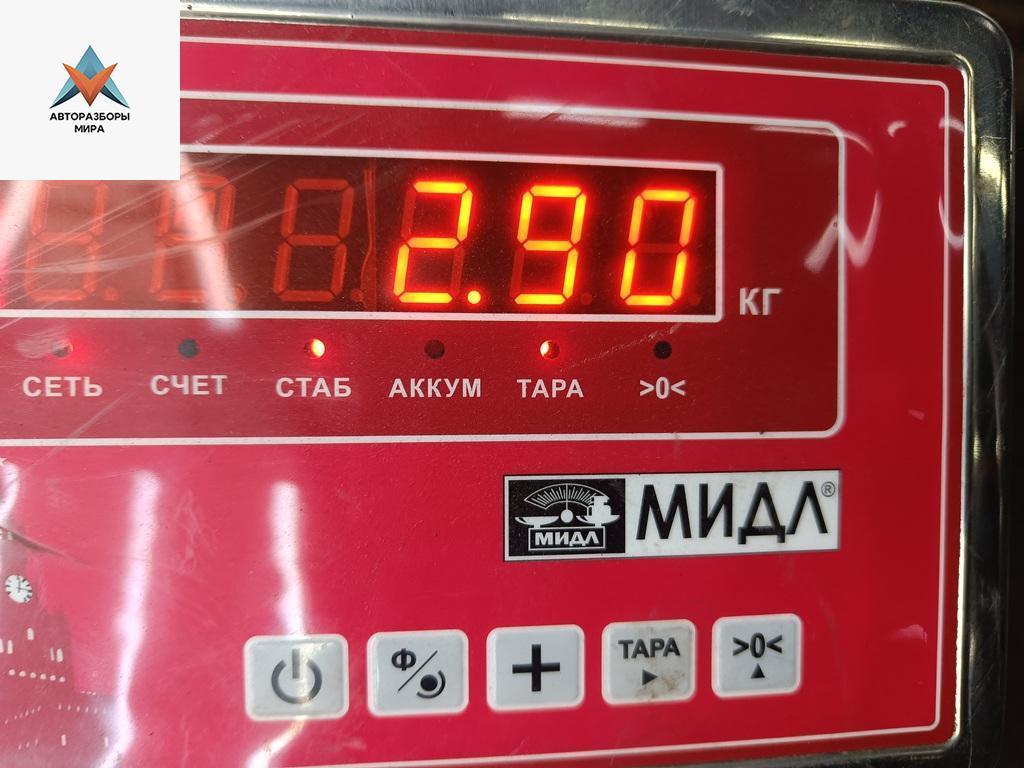 АВТОРАЗБОРЫ
МИРА
2.90
КГ
СЕТЬ СЧЕТ СТАБ АККУМ ТАРА >0<
МИДЛ МИДЛ®
Ф ТАРА >0<